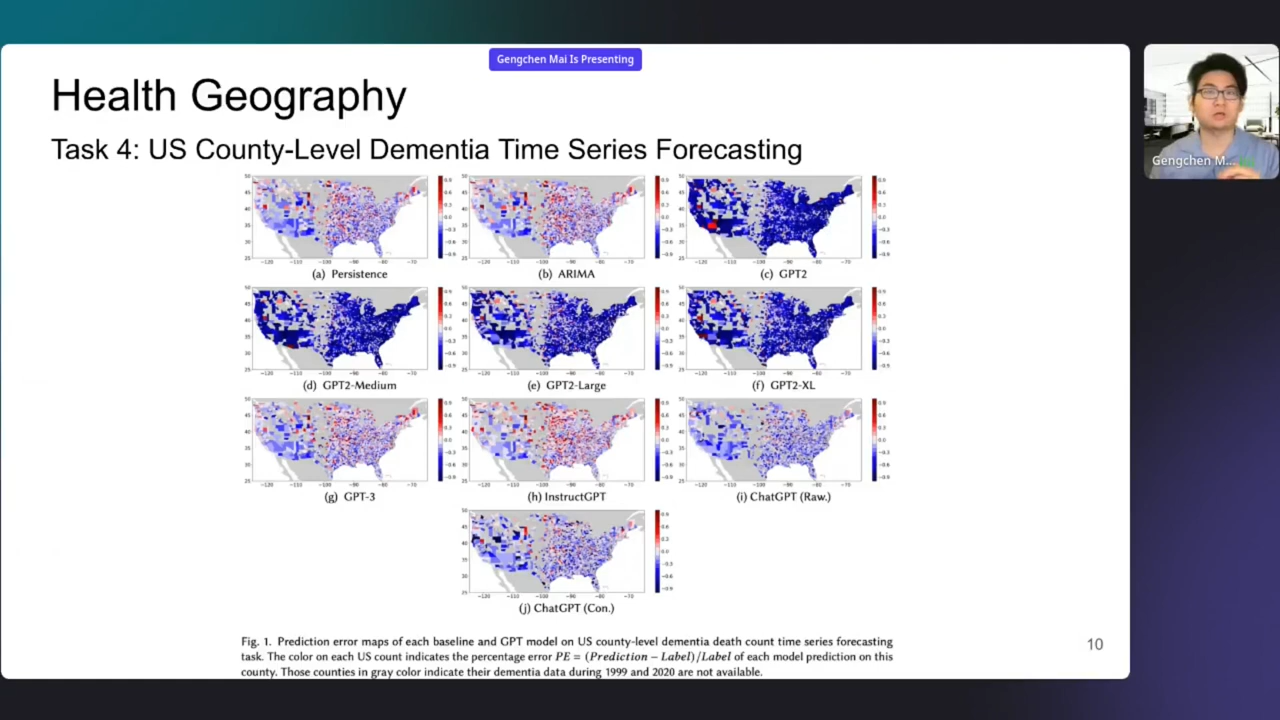 Gengchen Mai Is Presenting
Health Geography
Task 4: US County-Level Dementia Time Series Forecasting
(a) Persistence
(b) ARIMA
(c) GPT2
(d) GPT2-Medium
(e) GPT2-Large
(f) GPT2-XL
(g) GPT-3
(h) InstructGPT
(i) ChatGPT (Raw.)
(j) ChatGPT (Con.)
Fig. 1. Prediction error maps of each baseline and GPT model on US county-level dementia death count time series forecasting
task. The color on each US count indicates the percentage error PE = (Prediction − Label)/Label of each model prediction on this
county. Those counties in gray color indicate their dementia data during 1999 and 2020 are not available.
10
Gengchen M...